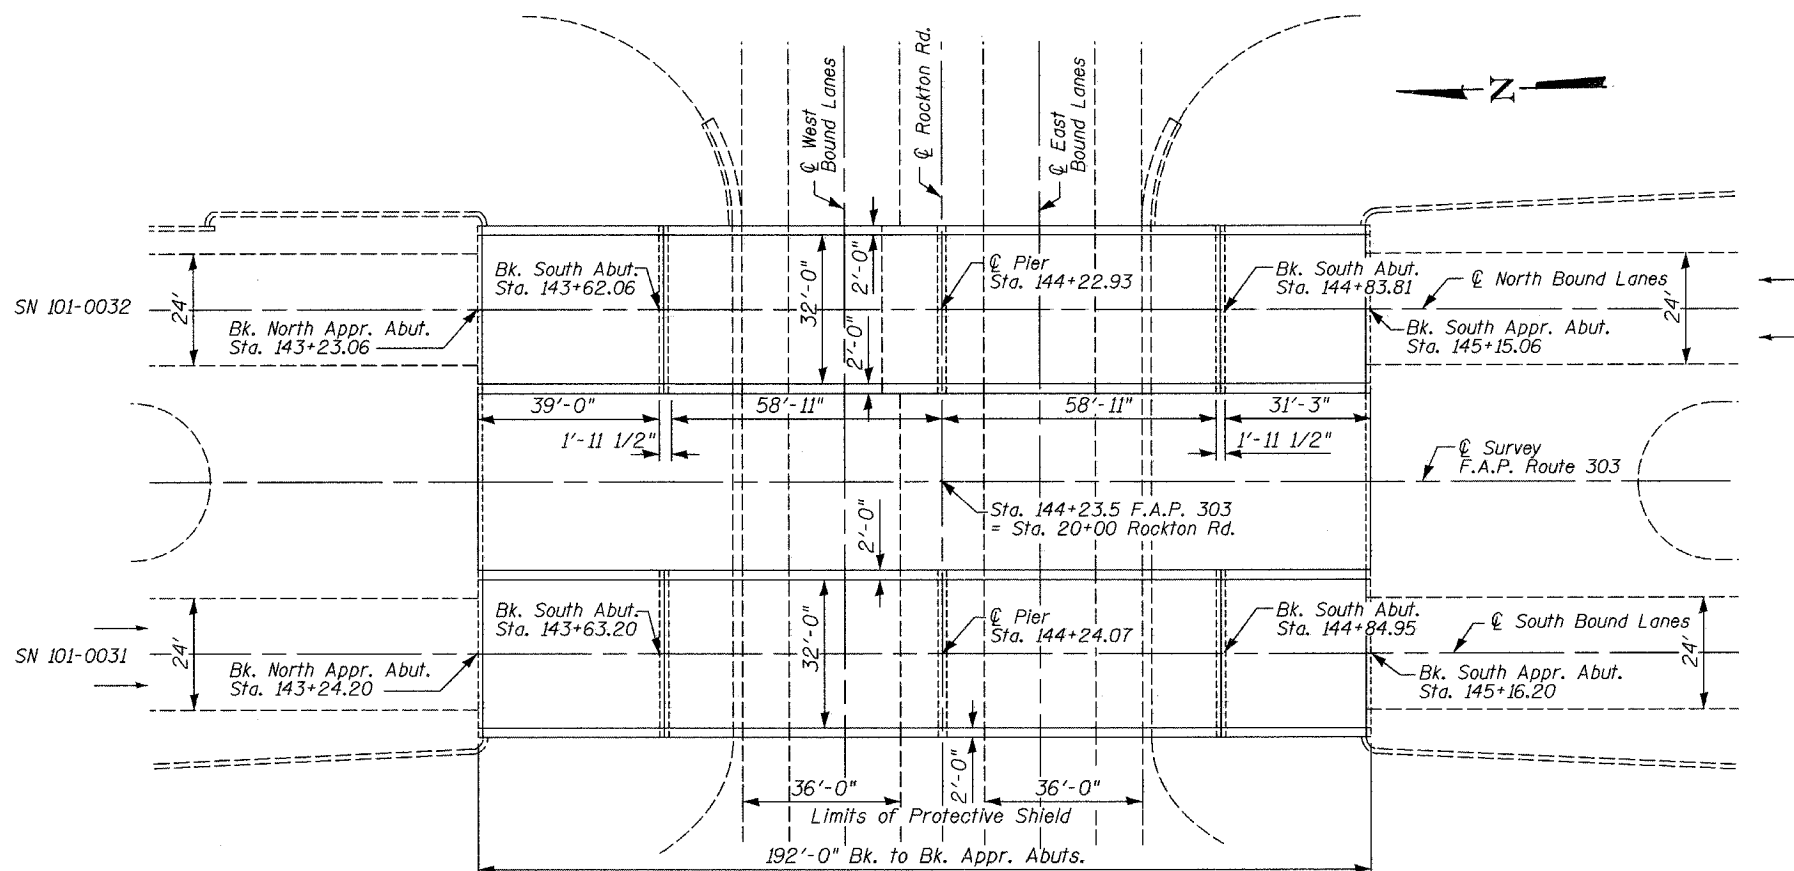 ℄ West
Bound Lanes
℄ Rockton Rd.
℄ East
Bound Lanes
N
SN 101-0032
24'
Bk. North Appr. Abut.
Sta. 143+23.06
Bk. South Abut.
Sta. 143+62.06
32'-0"
2'-0"
2'-0"
℄ Pier
Sta. 144+22.93
Bk. South Abut.
Sta. 144+83.81
℄ North Bound Lanes
Bk. South Appr. Abut.
Sta. 145+15.06
24'
39'-0"
58'-11"
58'-11"
31'-3"
1'-11 1/2"
1'-11 1/2"
℄ Survey
F.A.P. Route 303
Sta. 144+23.5 F.A.P. 303
= Sta. 20+00 Rockton Rd.
2'-0"
SN 101-0031
24'
Bk. North Appr. Abut.
Sta. 143+24.20
Bk. South Abut.
Sta. 143+63.20
32'-0"
℄ Pier
Sta. 144+24.07
Bk. South Abut.
Sta. 144+84.95
℄ South Bound Lanes
Bk. South Appr. Abut.
Sta. 145+16.20
24'
2'-0"
36'-0"
36'-0"
Limits of Protective Shield
192'-0" Bk. to Bk. Appr. Abuts.